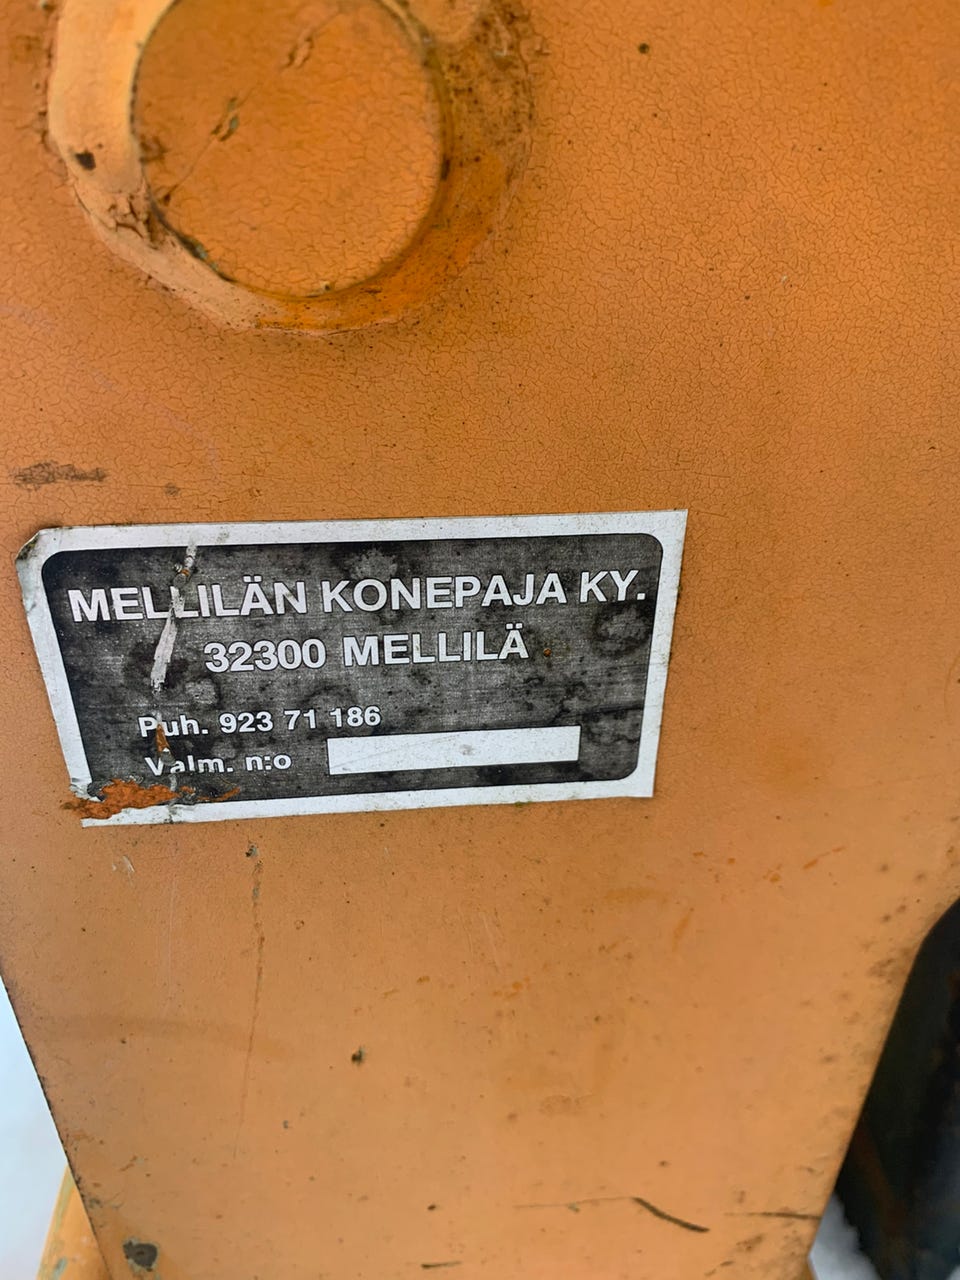 MELLILÄN KONEPAJA KY.
32300 MELLILÄ
Puh. 923 71 186
Valm. n:o